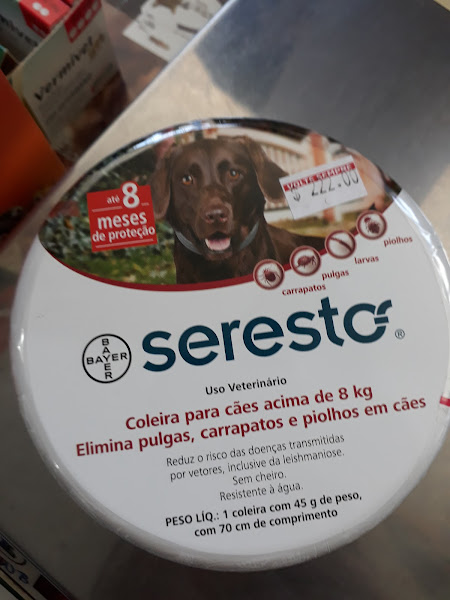 Vermivet
até 8
meses
de proteção
VOLTE SEMPRE
$ 222.00
carrapatos
pulgas
larvas
piolhos
BAYER
BAYER
seresto®
Uso Veterinário
Coleira para cães acima de 8 kg
Elimina pulgas, carrapatos e piolhos em cães
Reduz o risco das doenças transmitidas
por vetores, inclusive da leishmaniose.
Sem cheiro.
Resistente à água.
PESO LÍQ.: 1 coleira com 45 g de peso,
com 70 cm de comprimento